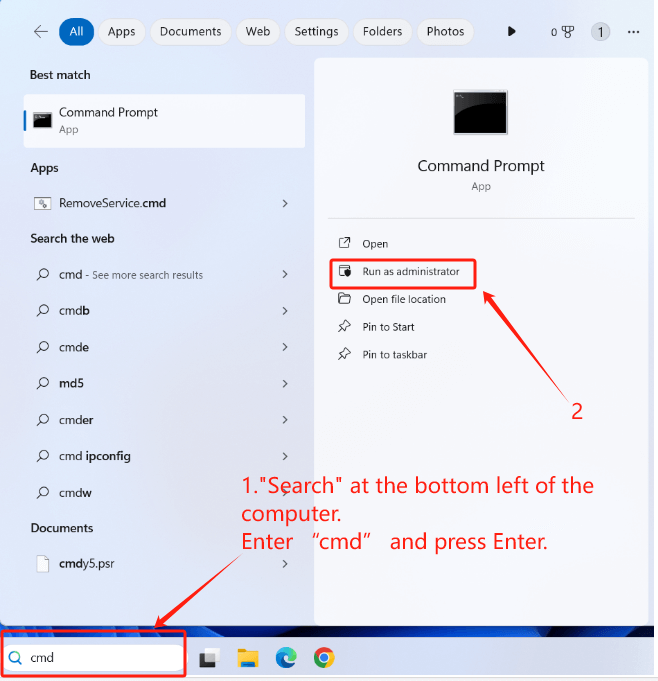 All Apps Documents Web Settings Folders Photos 0 1 ...
Best match
Command Prompt
App
Apps
RemoveService.cmd
Search the web
cmd - See more search results
cmdb
cmde
md5
cmder
cmd ipconfig
cmdw
Documents
cmdy5.psr
Command Prompt
App
Open
Run as administrator
Open file location
Pin to Start
Pin to taskbar
2
1."Search" at the bottom left of the
computer.
Enter “cmd” and press Enter.
cmd